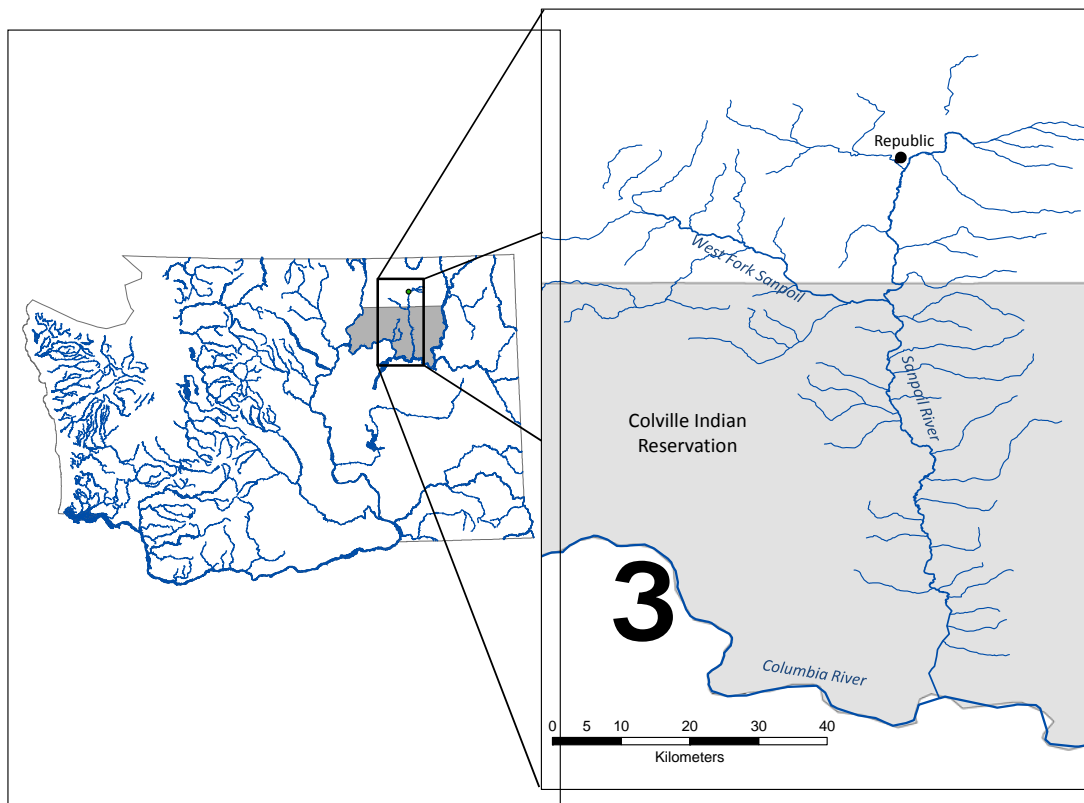 Republic
West Fork Sanpoil
Sanpoil River
Colville Indian
Reservation
3
Columbia River
0 5 10 20 30 40
Kilometers